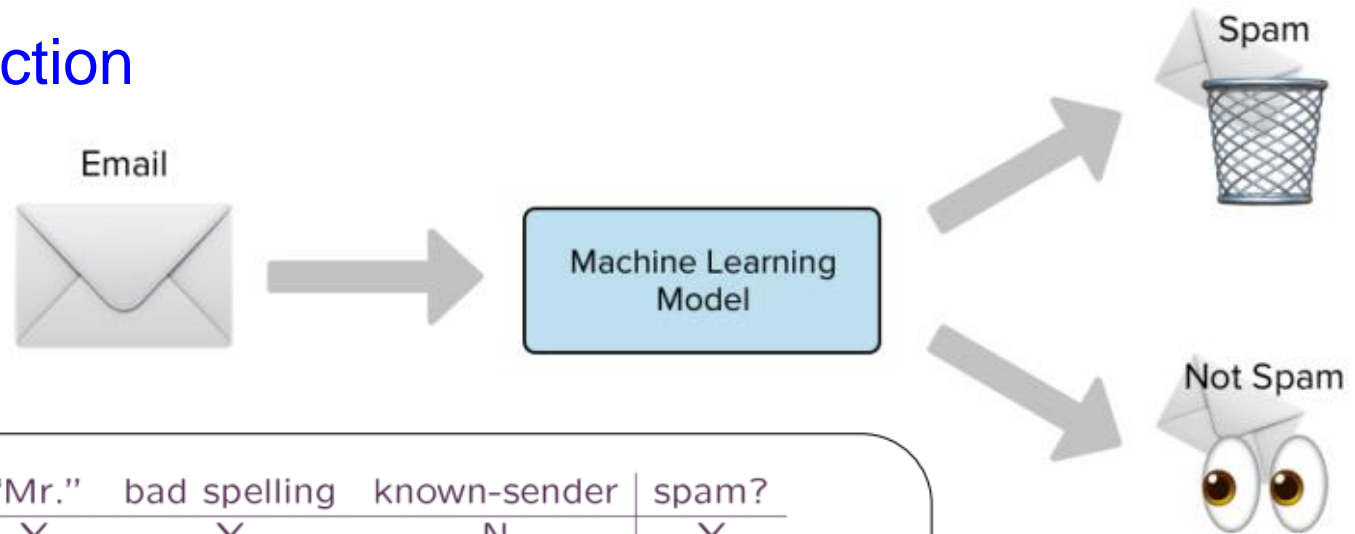 ction
Spam
Email
Machine Learning
Model
Not Spam
"Mr." bad spelling known-sender spam?
Y Y N Y